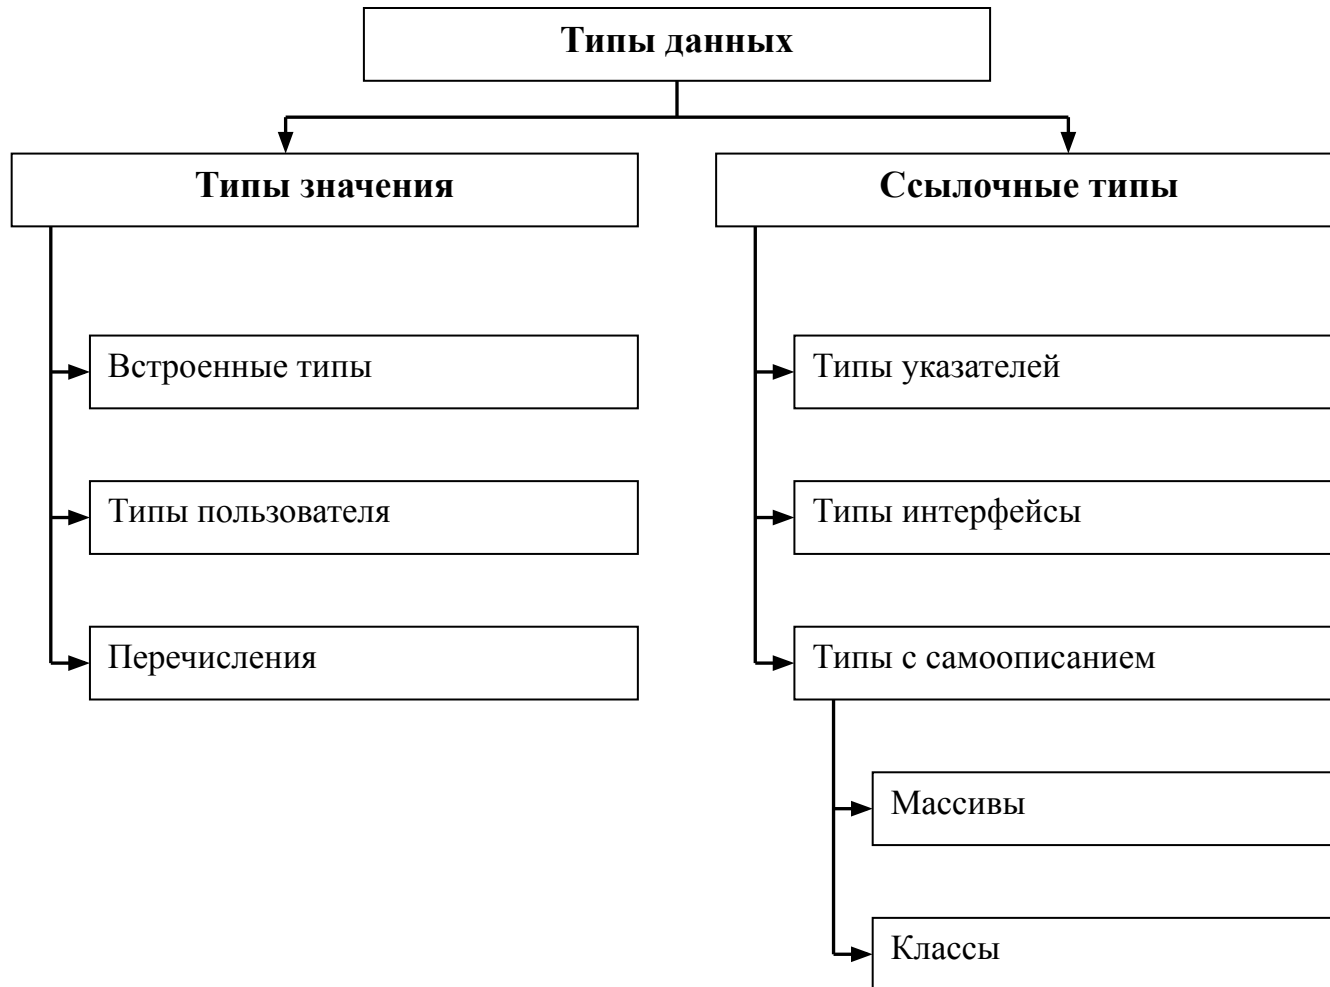 Типы данных
Типы значения
Ссылочные типы
Встроенные типы
Типы указателей
Типы пользователя
Типы интерфейсы
Перечисления
Типы с самоописанием
Массивы
Классы